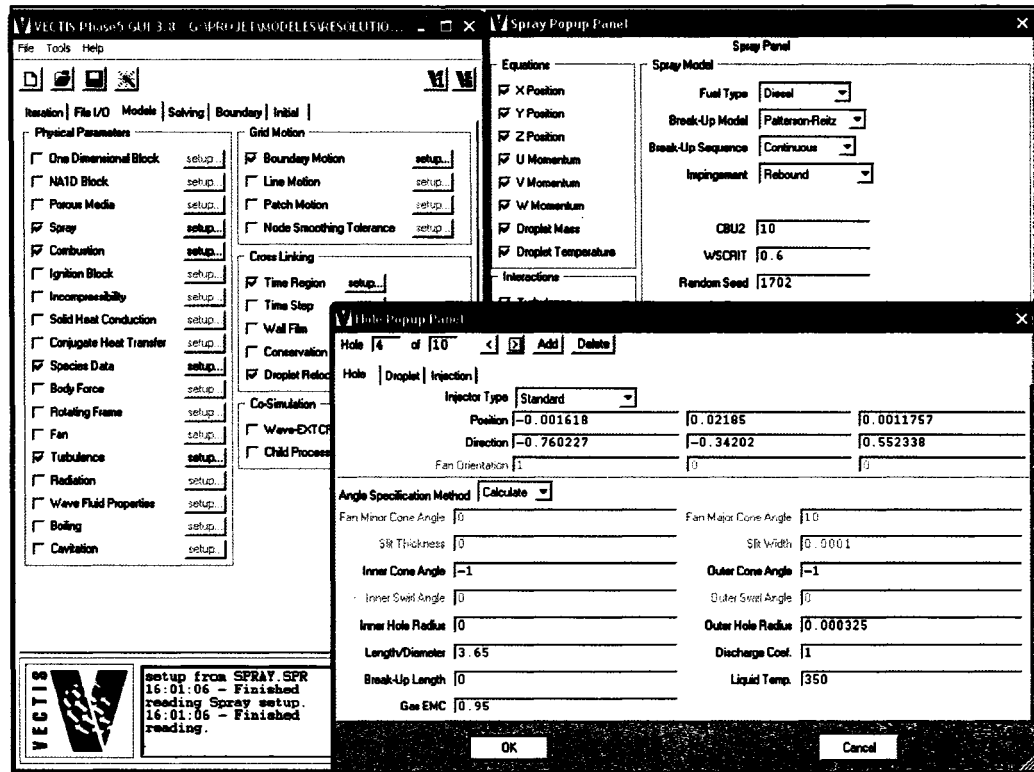 VECTIS Phase5 GUI 3.8 G:\PROJET\MODELES\RESOLUTIO...
File Tools Help
Iteration File I/O Models Solving Boundary Initial
Physical Parameters
One Dimensional Block setup...
NA1D Block setup...
Porous Media setup...
Spray setup...
Combustion setup...
Ignition Block setup...
Incompressibility setup...
Solid Heat Conduction setup...
Conjugate Heat Transfer setup...
Species Data setup...
Body Force setup...
Rotating Frame setup...
Fan setup...
Turbulence setup...
Radiation setup...
Wave Fluid Properties setup...
Boiling setup...
Cavitation setup...
Grid Motion
Boundary Motion setup...
Line Motion setup...
Patch Motion setup...
Node Smoothing Tolerance setup...
Cross Linking
Time Region setup...
Time Step
Wall Film
Conservation
Droplet Reloc
Co-Simulation
Wave-EXTCF
Child Process
VECTIS
setup from SPRAY.SPR
16:01:06 - Finished
reading Spray setup.
16:01:06 - Finished
reading.
Spray Popup Panel
Spray Panel
Equations
X Position
Y Position
Z Position
U Momentum
V Momentum
W Momentum
Droplet Mass
Droplet Temperature
Interactions
Spray Model
Fuel Type Diesel
Break-Up Model Patterson-Reitz
Break-Up Sequence Continuous
Impingement Rebound
CBU2 10
WSCRIT 0.6
Random Seed 1702
Hole Popup Panel
Hole 4 of 10 < > Add Delete
Hole Droplet Injection
Injector Type Standard
Position -0.001618 0.02185 0.0011757
Direction -0.760227 -0.34202 0.552338
Fan Orientation 1 0 0
Angle Specification Method Calculate
Fan Minor Cone Angle 0 Fan Major Cone Angle 10
Slit Thickness 0 Slit Width 0.0001
Inner Cone Angle -1 Outer Cone Angle -1
Inner Swirl Angle 0 Outer Swirl Angle 0
Inner Hole Radius 0 Outer Hole Radius 0.000325
Length/Diameter 3.65 Discharge Coef. 1
Break-Up Length 0 Liquid Temp. 350
Gas EMC 0.95
OK Cancel